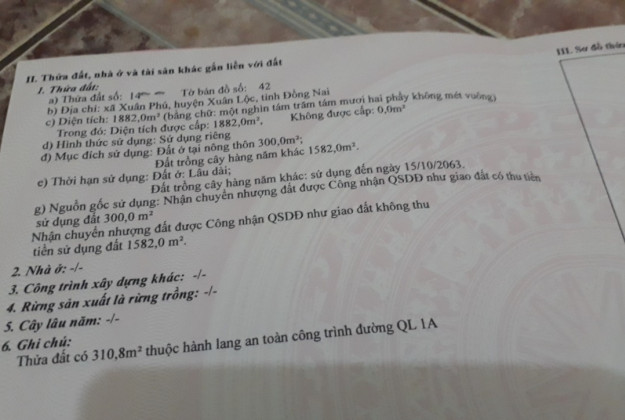 II. Thửa đất, nhà ở và tài sản khác gắn liền với đất
III. Sơ đồ thửa
1. Thửa đất:
a) Thửa đất số: 14 Tờ bản đồ số: 42
b) Địa chỉ: xã Xuân Phú, huyện Xuân Lộc, tỉnh Đồng Nai
c) Diện tích: 1882,0m² (bằng chữ: một nghìn tám trăm tám mươi hai phẩy không mét vuông)
Trong đó: Diện tích được cấp: 1882,0m², Không được cấp: 0,0m²
d) Hình thức sử dụng: Sử dụng riêng
đ) Mục đích sử dụng: Đất ở tại nông thôn 300,0m²;
Đất trồng cây hàng năm khác 1582,0m².
e) Thời hạn sử dụng: Đất ở: Lâu dài;
Đất trồng cây hàng năm khác: sử dụng đến ngày 15/10/2063.
g) Nguồn gốc sử dụng: Nhận chuyển nhượng đất được Công nhận QSDĐ như giao đất có thu tiền
sử dụng đất 300,0 m²
Nhận chuyển nhượng đất được Công nhận QSDĐ như giao đất không thu
tiền sử dụng đất 1582,0 m².
2. Nhà ở: -/-
3. Công trình xây dựng khác: -/-
4. Rừng sản xuất là rừng trồng: -/-
5. Cây lâu năm: -/-
6. Ghi chú:
Thửa đất có 310,8m² thuộc hành lang an toàn công trình đường QL 1A